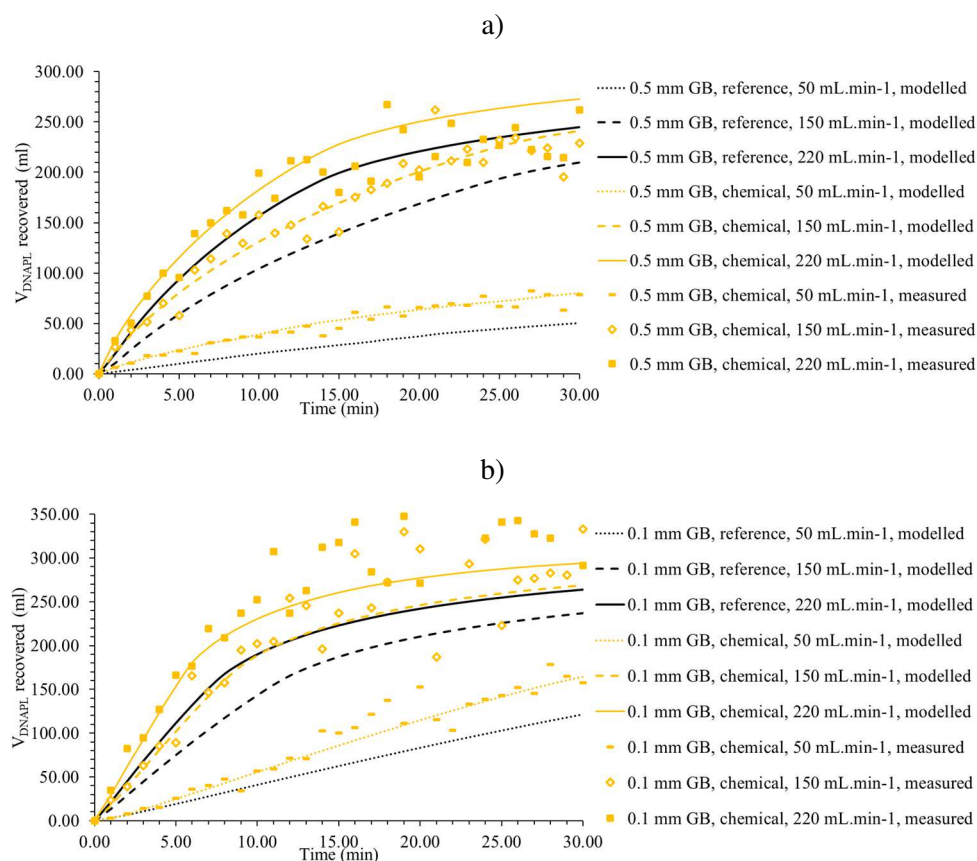 a)
300.00
250.00
200.00
150.00
100.00
50.00
0.00
V_DNAPL recovered (ml)
0.00 5.00 10.00 15.00 20.00 25.00 30.00
Time (min)
0.5 mm GB, reference, 50 mL.min-1, modelled
0.5 mm GB, reference, 150 mL.min-1, modelled
0.5 mm GB, reference, 220 mL.min-1, modelled
0.5 mm GB, chemical, 50 mL.min-1, modelled
0.5 mm GB, chemical, 150 mL.min-1, modelled
0.5 mm GB, chemical, 220 mL.min-1, modelled
0.5 mm GB, chemical, 50 mL.min-1, measured
0.5 mm GB, chemical, 150 mL.min-1, measured
0.5 mm GB, chemical, 220 mL.min-1, measured
b)
350.00
300.00
250.00
200.00
150.00
100.00
50.00
0.00
V_DNAPL recovered (ml)
0.00 5.00 10.00 15.00 20.00 25.00 30.00
Time (min)
0.1 mm GB, reference, 50 mL.min-1, modelled
0.1 mm GB, reference, 150 mL.min-1, modelled
0.1 mm GB, reference, 220 mL.min-1, modelled
0.1 mm GB, chemical, 50 mL.min-1, modelled
0.1 mm GB, chemical, 150 mL.min-1, modelled
0.1 mm GB, chemical, 220 mL.min-1, modelled
0.1 mm GB, chemical, 50 mL.min-1, measured
0.1 mm GB, chemical, 150 mL.min-1, measured
0.1 mm GB, chemical, 220 mL.min-1, measured